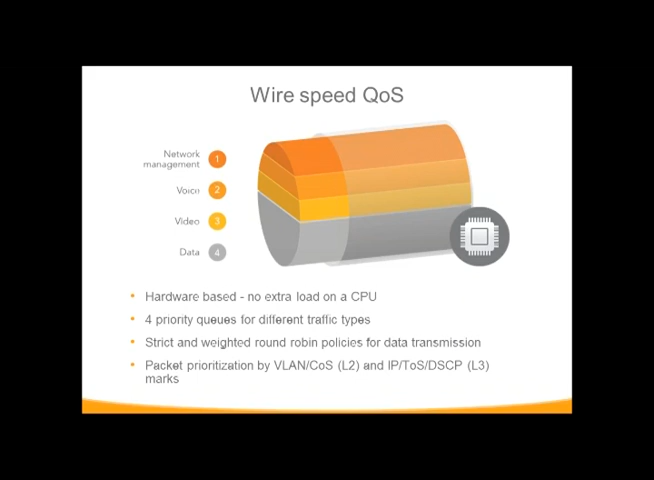 Wire speed QoS
Network
management
1
Voice
2
Video
3
Data
4
• Hardware based - no extra load on a CPU
• 4 priority queues for different traffic types
• Strict and weighted round robin policies for data transmission
• Packet prioritization by VLAN/CoS (L2) and IP/ToS/DSCP (L3)
marks